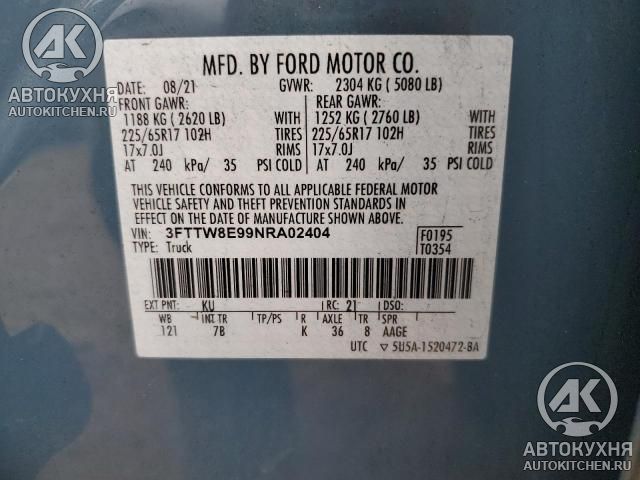 АК
АВТОКУХНЯ
AUTOKITCHEN.RU
MFD. BY FORD MOTOR CO.
DATE: 08/21 GVWR: 2304 KG ( 5080 LB)
FRONT GAWR: REAR GAWR:
1188 KG ( 2620 LB) WITH 1252 KG ( 2760 LB) WITH
225/65R17 102H TIRES 225/65R17 102H TIRES
17x7.0J RIMS 17x7.0J RIMS
AT 240 kPa/ 35 PSI COLD AT 240 kPa/ 35 PSI COLD
THIS VEHICLE CONFORMS TO ALL APPLICABLE FEDERAL MOTOR
VEHICLE SAFETY AND THEFT PREVENTION STANDARDS IN
EFFECT ON THE DATE OF MANUFACTURE SHOWN ABOVE.
VIN: 3FTTW8E99NRA02404 F0195
TYPE: Truck T0354
EXT PNT: KU RC: 21 DSO:
WB INT TR TP/PS R AXLE TR SPR
121 7B K 36 8 AAGE
UTC ▽ 5U5A-1520472-BA
АК
АВТОКУХНЯ
AUTOKITCHEN.RU